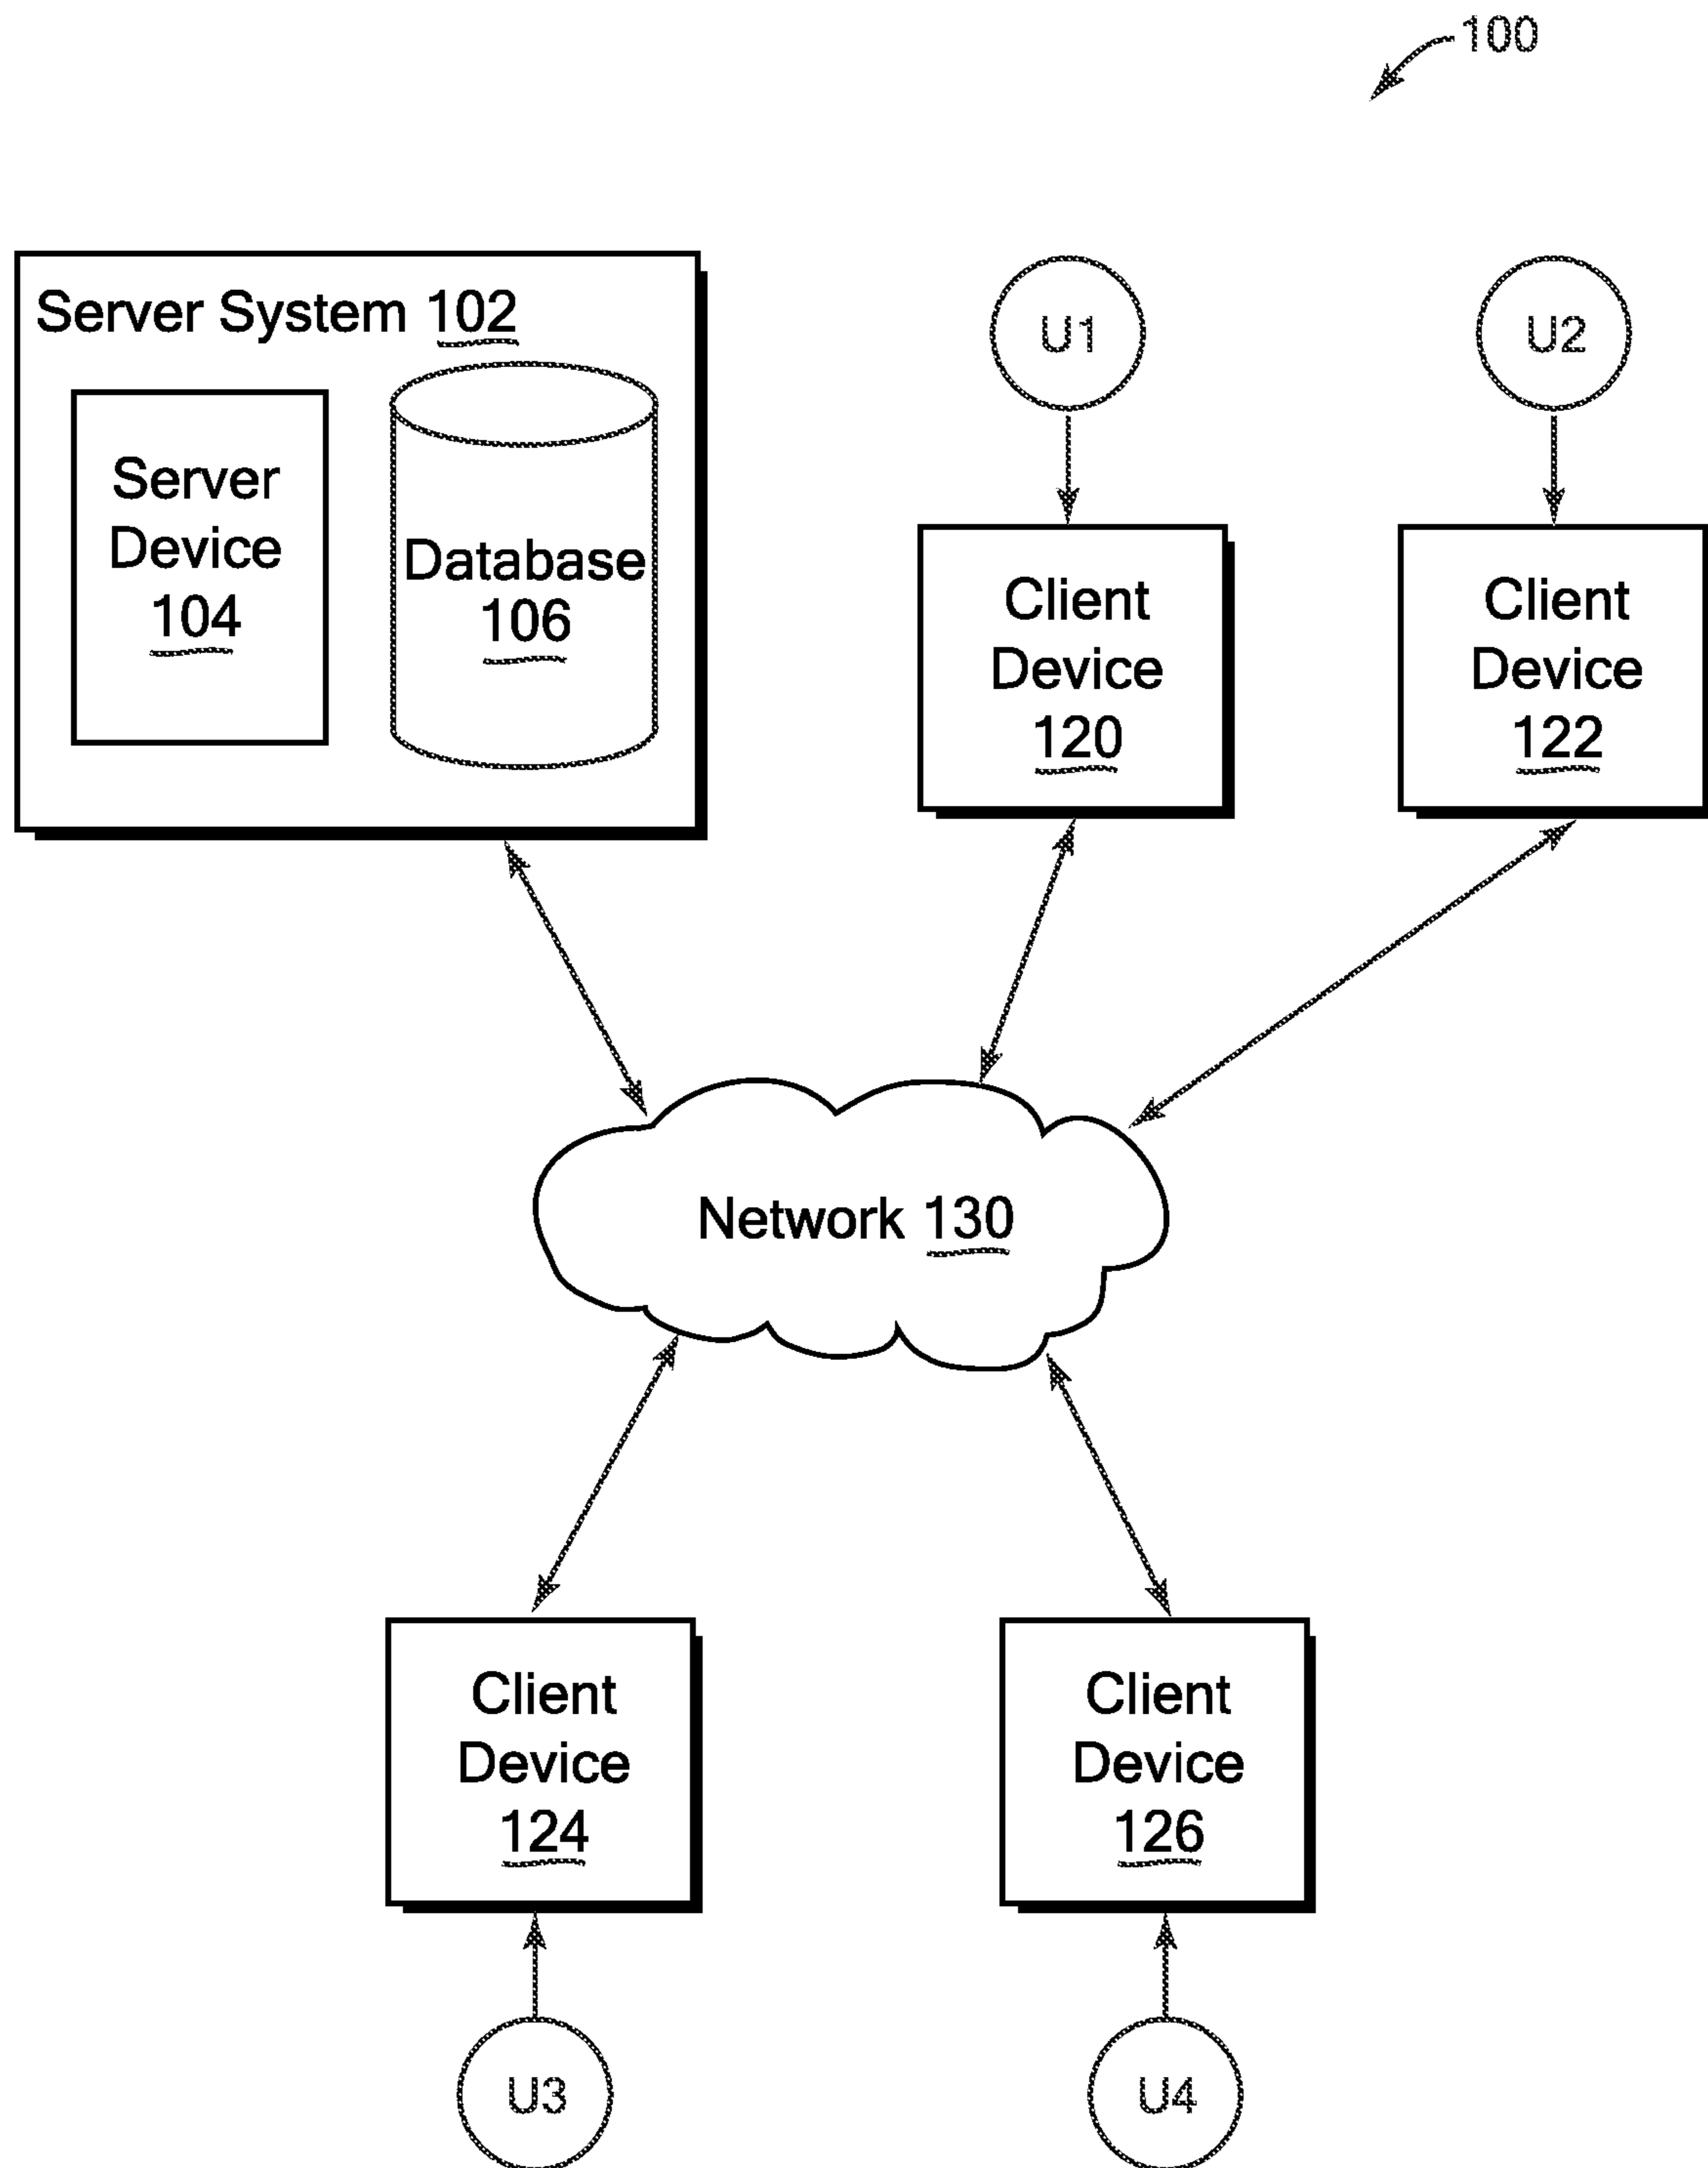 100
Server System 102
Server
Device
104
Database
106
U1
U2
Client
Device
120
Client
Device
122
Network 130
Client
Device
124
Client
Device
126
U3
U4